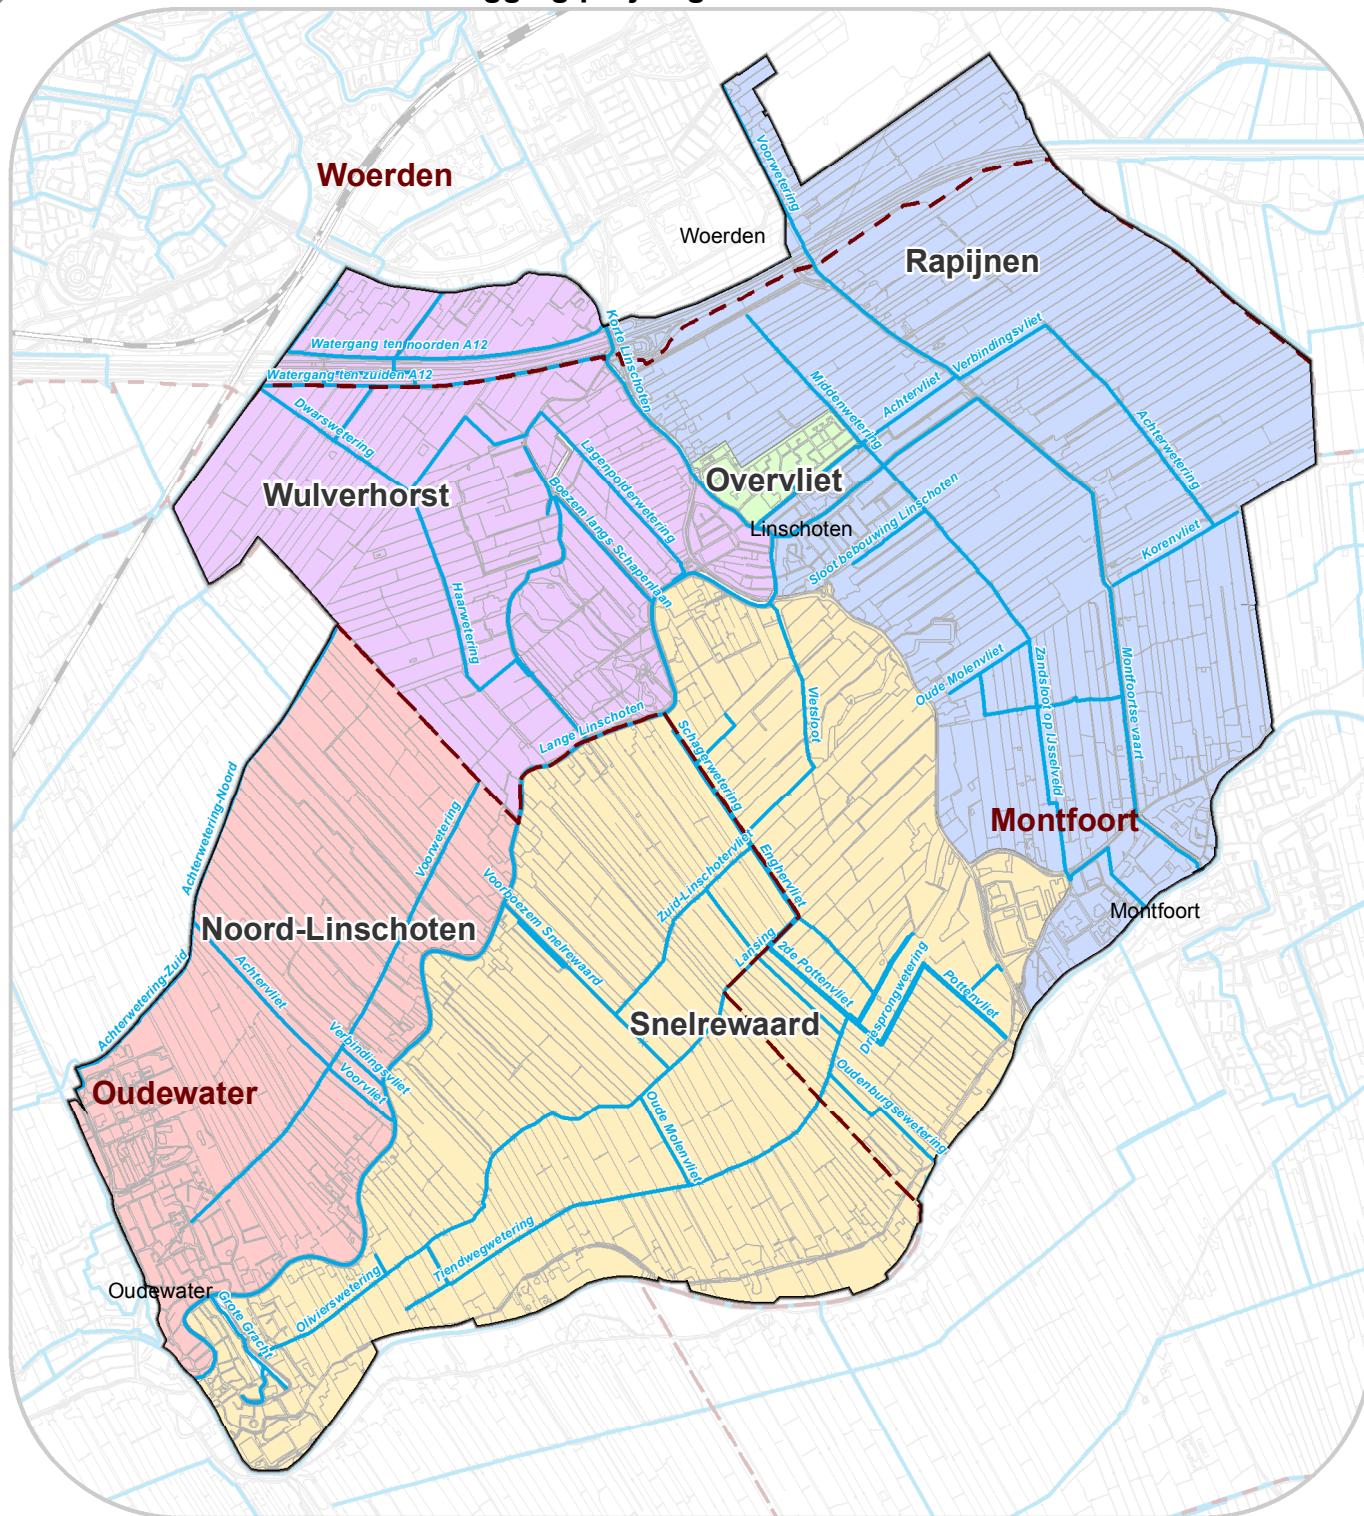 Woerden
Voorwetering
Woerden
Rapijnen
Korte Linschoten
Watergang ten noorden A12
Verbindingsvliet
Watergang ten zuiden A12
Middenwetering
Achtervliet
Dwarswetering
Achterwetering
Lagenpolderwetering
Overvliet
Wulverhorst
Boezem langs Schapenlaan
Linschoten
Sloot bebouwing Linschoten
Korenvliet
Haarwetering
Oude Molenvliet
Zandsloot op IJsselveld
Montfoortse vaart
Vletsloot
Lange Linschoten
Schagerwetering
Achterwetering-Noord
Voorwetering
Montfoort
Enghervliet
Zuid-Linschotervliet
Voorboezem Snelrewaard
Montfoort
Noord-Linschoten
Lansing
2de Pottenvliet
Driesprongwetering
Pottenvliet
Achtervliet
Achterwetering-Zuid
Snelrewaard
Verbindingsvliet
Voorvliet
Oudewater
Oudenburgsewetering
Oude Molenvliet
Tiendwegwetering
Oudewater
Grote Gracht
Olivierswetering